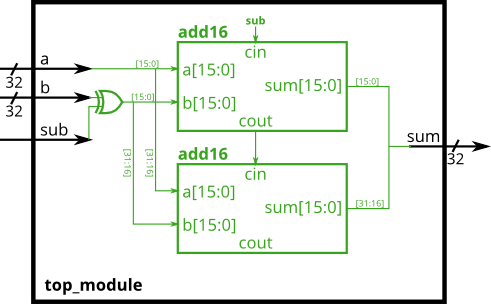 sub
add16
cin
a[15:0]
b[15:0]
sum[15:0]
cout
[15:0]
[15:0]
[15:0]
a
32
b
32
sub
[31:16]
[31:16]
add16
cin
a[15:0]
b[15:0]
sum[15:0]
cout
[31:16]
sum
32
top_module